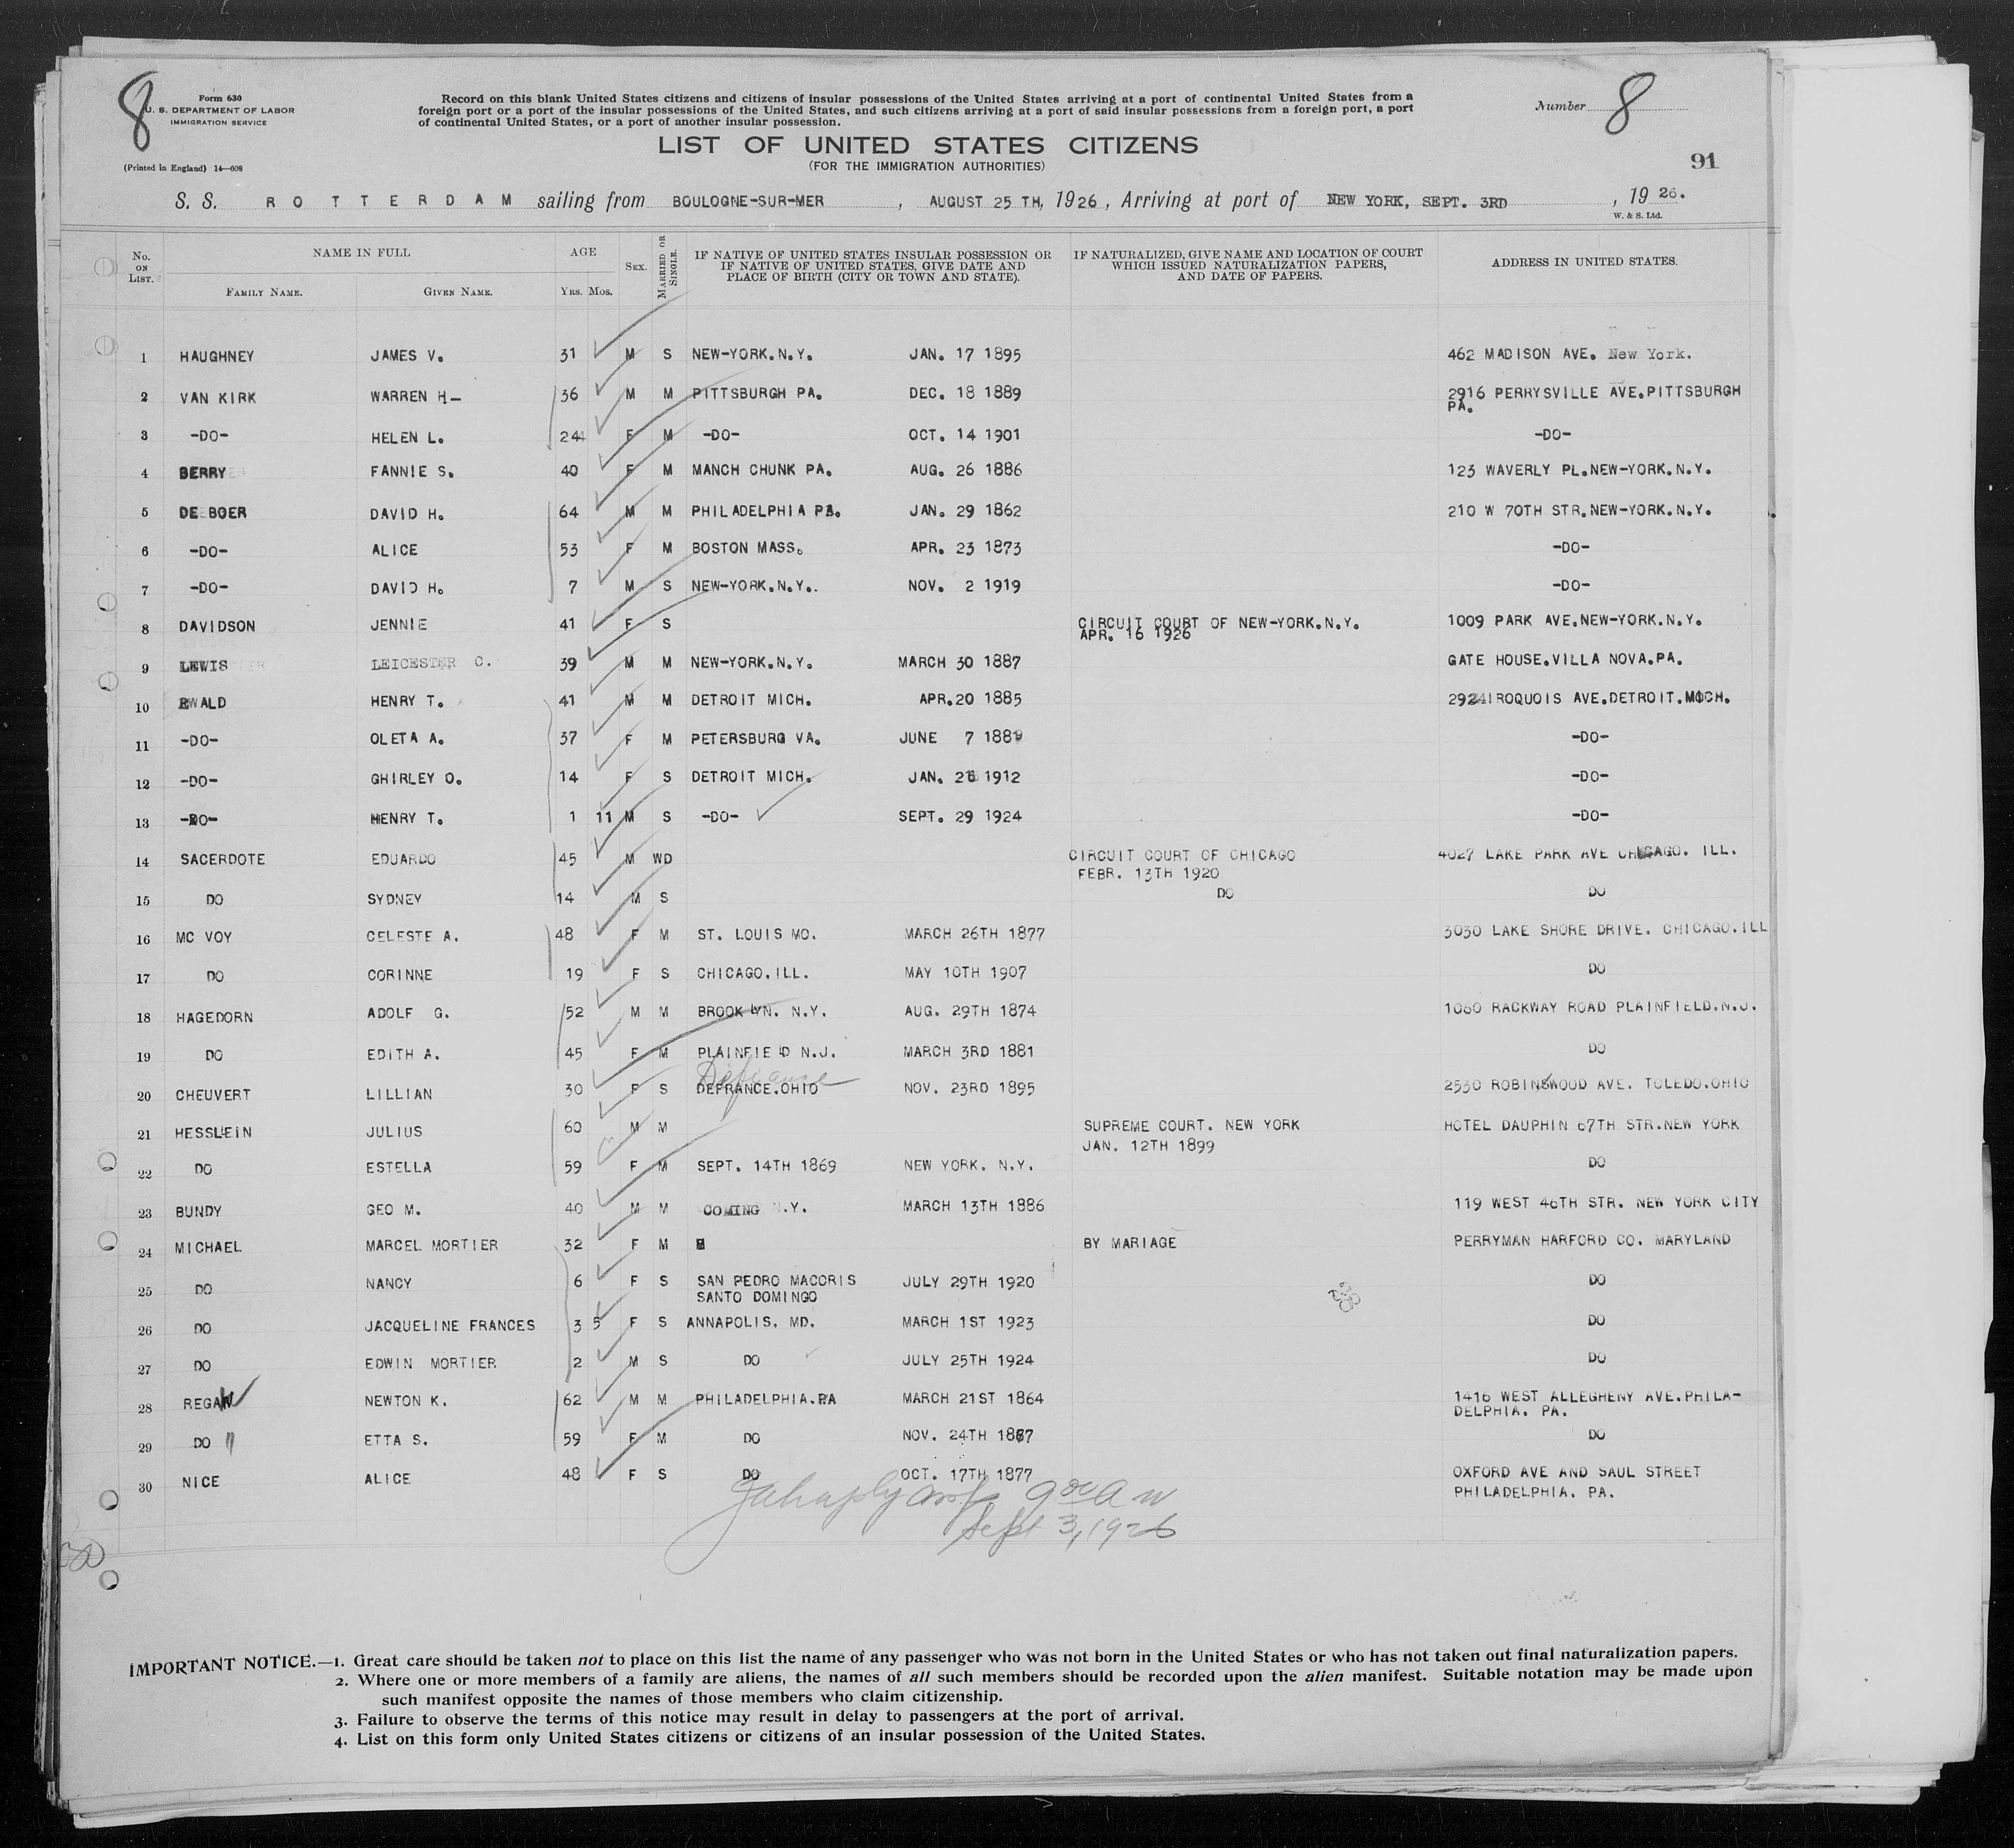 8
Form 630
U. S. DEPARTMENT OF LABOR
IMMIGRATION SERVICE
(Printed in England) 14—608
Record on this blank United States citizens and citizens of insular possessions of the United States arriving at a port of continental United States from a
foreign port or a port of the insular possessions of the United States, and such citizens arriving at a port of said insular possessions from a foreign port, a port
of continental United States, or a port of another insular possession.
LIST OF UNITED STATES CITIZENS
(FOR THE IMMIGRATION AUTHORITIES)
Number 8
91
S. S. ROTTERDAM sailing from BOULOGNE-SUR-MER, AUGUST 25 TH, 1926, Arriving at port of NEW YORK, SEPT. 3RD, 1926.
W. & S. Ltd.
No. ON LIST. NAME IN FULL FAMILY NAME. GIVEN NAME. AGE YRS. MOS. SEX. MARRIED OR SINGLE. IF NATIVE OF UNITED STATES INSULAR POSSESSION OR IF NATIVE OF UNITED STATES, GIVE DATE AND PLACE OF BIRTH (CITY OR TOWN AND STATE). IF NATURALIZED, GIVE NAME AND LOCATION OF COURT WHICH ISSUED NATURALIZATION PAPERS, AND DATE OF PAPERS. ADDRESS IN UNITED STATES.
1 HAUGHNEY JAMES V. 31 M S NEW-YORK.N.Y. JAN. 17 1895 462 MADISON AVE. New York.
2 VAN KIRK WARREN H- 36 M M PITTSBURGH PA. DEC. 18 1889 2916 PERRYSVILLE AVE.PITTSBURGH
PA.
3 -DO- HELEN L. 24 F M -DO- OCT. 14 1901 -DO-
4 BERRY FANNIE S. 40 F M MANCH CHUNK PA. AUG. 26 1886 123 WAVERLY PL.NEW-YORK.N.Y.
5 DE BOER DAVID H. 64 M M PHILADELPHIA PA. JAN. 29 1862 210 W 70TH STR.NEW-YORK.N.Y.
6 -DO- ALICE 53 F M BOSTON MASS. APR. 23 1873 -DO-
7 -DO- DAVID H. 7 M S NEW-YORK.N.Y.. NOV. 2 1919 -DO-
8 DAVIDSON JENNIE 41 F S CIRCUIT COURT OF NEW-YORK.N.Y. 1009 PARK AVE.NEW-YORK.N.Y.
APR. 16 1926
9 LEWIS LEICESTER C. 39 M M NEW-YORK.N.Y. MARCH 30 1887 GATE HOUSE.VILLA NOVA.PA.
10 EWALD HENRY T. 41 M M DETROIT MICH. APR.20 1885 IROQUOIS AVE.DETROIT.MICH.
11 -DO- OLETA A. 37 F M PETERSBURG VA. JUNE 7 1889 -DO-
12 -DO- GHIRLEY O. 14 F S DETROIT MICH. JAN. 26 1912 -DO-
13 -DO- HENRY T. 1 11 M S -DO- SEPT. 29 1924 -DO-
14 SACERDOTE EDUARDO 45 M WD CIRCUIT COURT OF CHICAGO 4027 LAKE PARK AVE CHICAGO. ILL.
FEBR. 13TH 1920
15 DO SYDNEY 14 M S DO DO
16 MC VOY CELESTE A. 48 F M ST. LOUIS MO. MARCH 26TH 1877 3030 LAKE SHORE DRIVE. CHICAGO.ILL
17 DO CORINNE 19 F S CHICAGO.ILL. MAY 10TH 1907 DO
18 HAGEDORN ADOLF G. 52 M M BROOKLYN. N.Y. AUG. 29TH 1874 1060 RACKWAY ROAD PLAINFIELD.N.J.
19 DO EDITH A. 45 F M PLAINFIELD N.J. MARCH 3RD 1881 DO
Defiance
20 CHEUVERT LILLIAN 30 F S DEFRANCE.OHIO NOV. 23RD 1895 2530 ROBINSWOOD AVE. TOLEDO.OHIO
21 HESSLEIN JULIUS 60 M M SUPREME COURT. NEW YORK HOTEL DAUPHIN 67TH STR.NEW YORK
JAN. 12TH 1899
22 DO ESTELLA 59 F M SEPT. 14TH 1869 NEW YORK. N.Y. DO
23 BUNDY GEO M. 40 M M COMING N.Y. MARCH 13TH 1886 119 WEST 46TH STR. NEW YORK CITY
24 MICHAEL MARCEL MORTIER 32 F M BY MARIAGE PERRYMAN HARFORD CO. MARYLAND
25 DO NANCY 6 F S SAN PEDRO MACORIS JULY 29TH 1920 DO
SANTO DOMINGO
26 DO JACQUELINE FRANCES 3 5 F S ANNAPOLIS. MD. MARCH 1ST 1923 DO
27 DO EDWIN MORTIER 2 M S DO JULY 25TH 1924 DO
28 REGAW NEWTON K. 62 M M PHILADELPHIA.PA MARCH 21ST 1864 1416 WEST ALLEGHENY AVE.PHILA-
DELPHIA. PA.
29 DO ETTA S. 59 F M DO NOV. 24TH 1867 DO
30 NICE ALICE 48 F S DO OCT. 17TH 1877 OXFORD AVE AND SAUL STREET
PHILADELPHIA. PA.
Sept 3, 1926
IMPORTANT NOTICE.—1. Great care should be taken not to place on this list the name of any passenger who was not born in the United States or who has not taken out final naturalization papers.
2. Where one or more members of a family are aliens, the names of all such members should be recorded upon the alien manifest. Suitable notation may be made upon
such manifest opposite the names of those members who claim citizenship.
3. Failure to observe the terms of this notice may result in delay to passengers at the port of arrival.
4. List on this form only United States citizens or citizens of an insular possession of the United States.